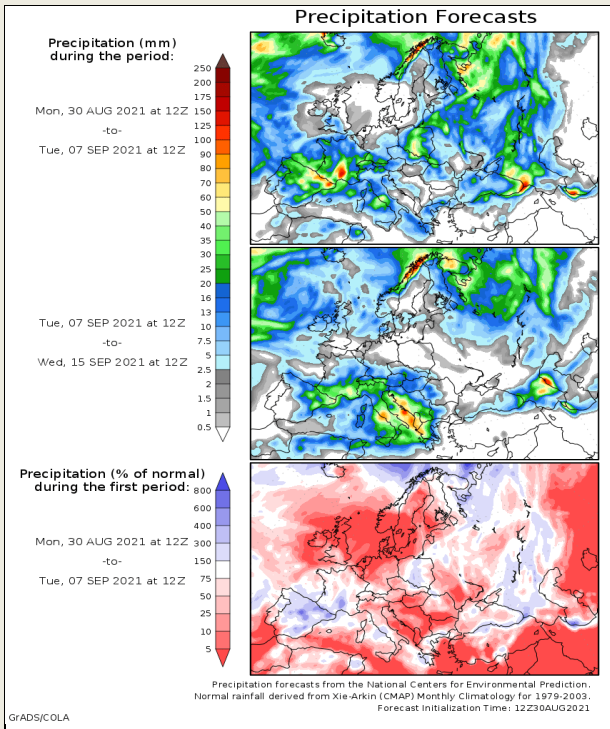 Precipitation Forecasts
Precipitation (mm)
during the period:
Mon, 30 AUG 2021 at 12Z
-to-
Tue, 07 SEP 2021 at 12Z
250
200
175
150
125
100
90
80
70
60
50
40
35
30
25
20
16
13
10
7.5
5
2.5
2
1.5
1
0.5
Tue, 07 SEP 2021 at 12Z
-to-
Wed, 15 SEP 2021 at 12Z
Precipitation (% of normal)
during the first period:
Mon, 30 AUG 2021 at 12Z
-to-
Tue, 07 SEP 2021 at 12Z
800
600
400
300
150
75
50
25
10
5
Precipitation forecasts from the National Centers for Environmental Prediction.
Normal rainfall derived from Xie-Arkin (CMAP) Monthly Climatology for 1979-2003.
Forecast Initialization Time: 12Z30AUG2021
GrADS/COLA